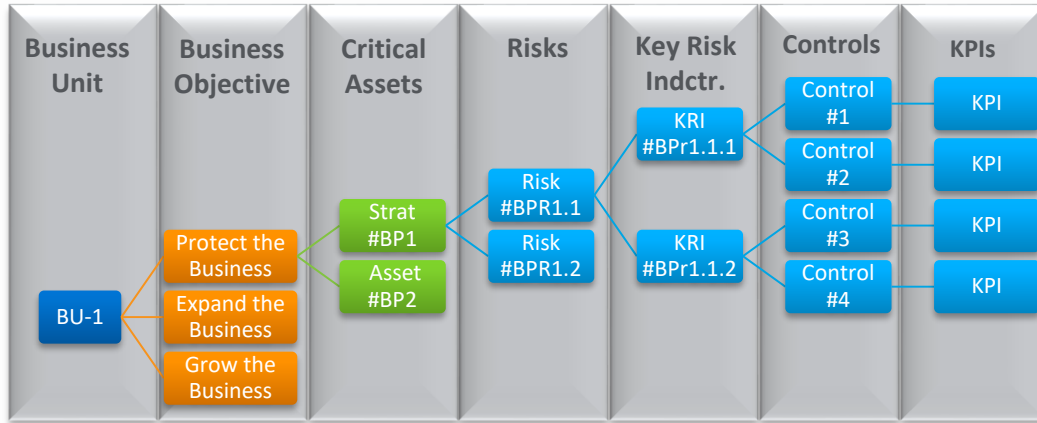 Business
Unit
Business
Objective
Critical
Assets
Risks
Key Risk
Indctr.
Controls
KPIs
BU-1
Protect the
Business
Expand the
Business
Grow the
Business
Strat
#BP1
Asset
#BP2
Risk
#BPR1.1
Risk
#BPR1.2
KRI
#BPr1.1.1
KRI
#BPr1.1.2
Control
#1
Control
#2
Control
#3
Control
#4
KPI
KPI
KPI
KPI